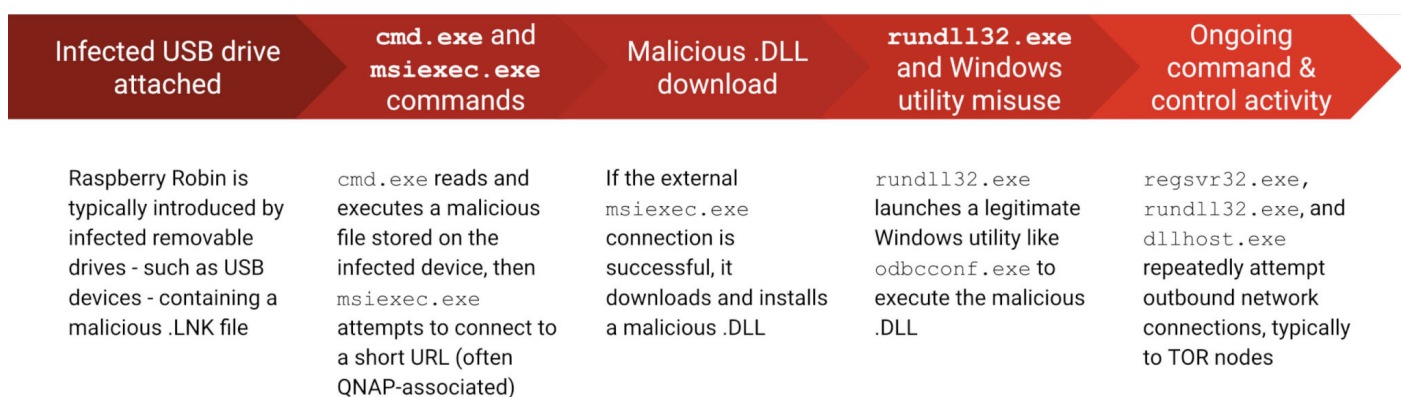 Infected USB drive
attached
cmd.exe and
msiexec.exe
commands
Malicious .DLL
download
rundll32.exe
and Windows
utility misuse
Ongoing
command &
control activity
Raspberry Robin is
typically introduced by
infected removable
drives - such as USB
devices - containing a
malicious .LNK file
cmd.exe reads and
executes a malicious
file stored on the
infected device, then
msiexec.exe
attempts to connect to
a short URL (often
QNAP-associated)
If the external
msiexec.exe
connection is
successful, it
downloads and installs
a malicious .DLL
rundll32.exe
launches a legitimate
Windows utility like
odbcconf.exe to
execute the malicious
.DLL
regsvr32.exe,
rundll32.exe, and
dllhost.exe
repeatedly attempt
outbound network
connections, typically
to TOR nodes